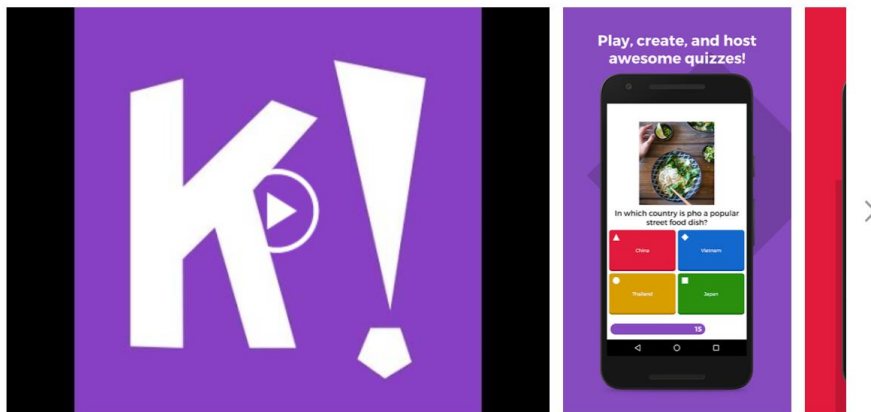 K!
Play, create, and host
awesome quizzes!
In which country is pho a popular
street food dish?
China
Vietnam
Thailand
Japan
15